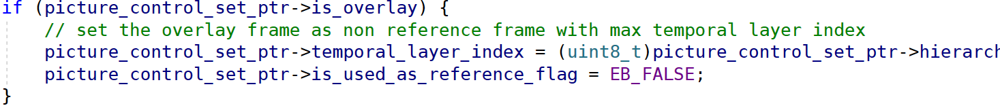 if (picture_control_set_ptr->is_overlay) {
    // set the overlay frame as non reference frame with max temporal layer index
    picture_control_set_ptr->temporal_layer_index = (uint8_t)picture_control_set_ptr->hierarch
    picture_control_set_ptr->is_used_as_reference_flag = EB_FALSE;
}